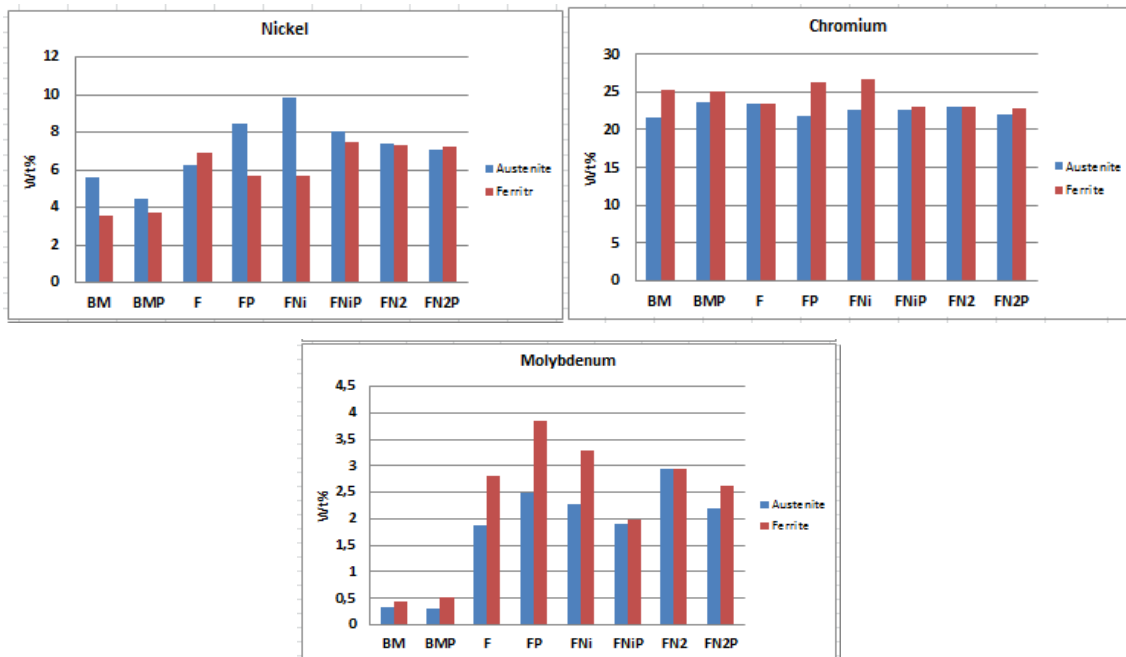 Nickel
12
10
8
6
4
2
0
Wt%
BM BMP F FP FNi FNiP FN2 FN2P
Austenite
Ferritr
Chromium
30
25
20
15
10
5
0
Wt%
BM BMP F FP FNi FNiP FN2 FN2P
Austenite
Ferrite
Molybdenum
4,5
4
3,5
3
2,5
2
1,5
1
0,5
0
Wt%
BM BMP F FP FNi FNiP FN2 FN2P
Austenite
Ferrite